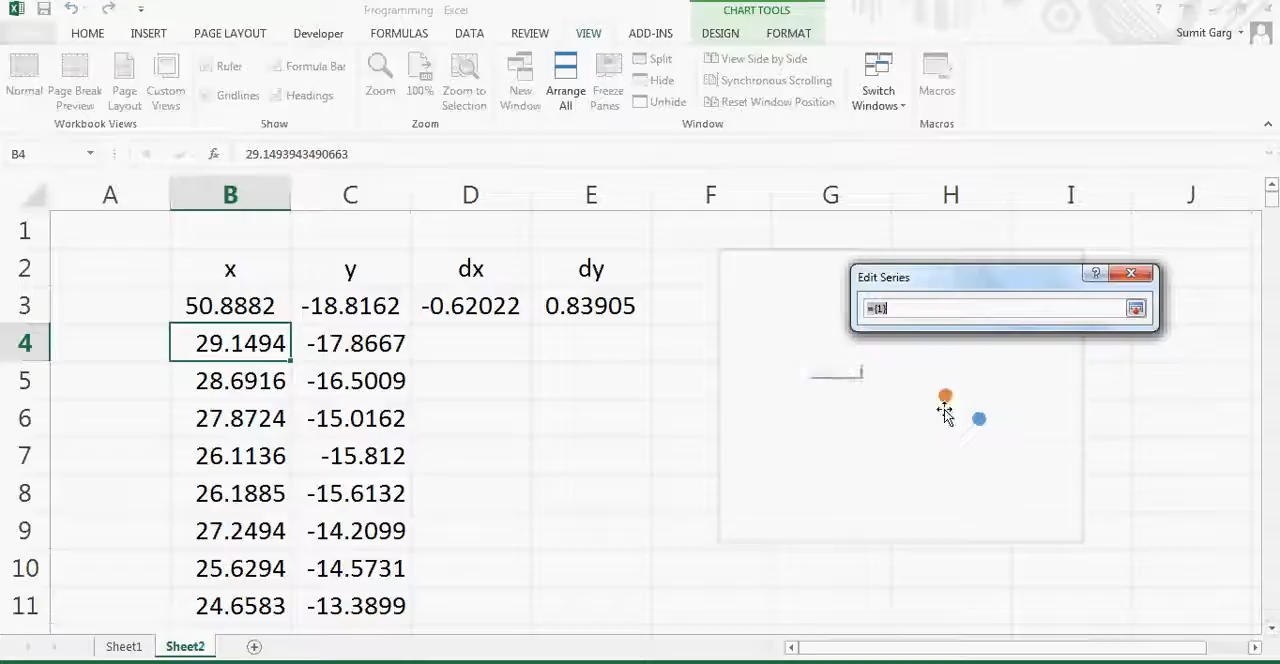 Programming Excel CHART TOOLS ?
HOME INSERT PAGE LAYOUT Developer FORMULAS DATA REVIEW VIEW ADD-INS DESIGN FORMAT Sumit Garg
Normal Page Break Preview Page Layout Custom Views
Ruler Formula Bar
Gridlines Headings
Zoom 100% Zoom to Selection
New Window Arrange All Freeze Panes
Split View Side by Side
Hide Synchronous Scrolling
Unhide Reset Window Position
Switch Windows Macros
Workbook Views Show Zoom Window Macros
B4 fx 29.1493943490663
A B C D E F G H I J
1
2 x y dx dy
3 50.8882 -18.8162 -0.62022 0.83905
4 29.1494 -17.8667
5 28.6916 -16.5009
6 27.8724 -15.0162
7 26.1136 -15.812
8 26.1885 -15.6132
9 27.2494 -14.2099
10 25.6294 -14.5731
11 24.6583 -13.3899
Edit Series ?
={1}
Sheet1 Sheet2